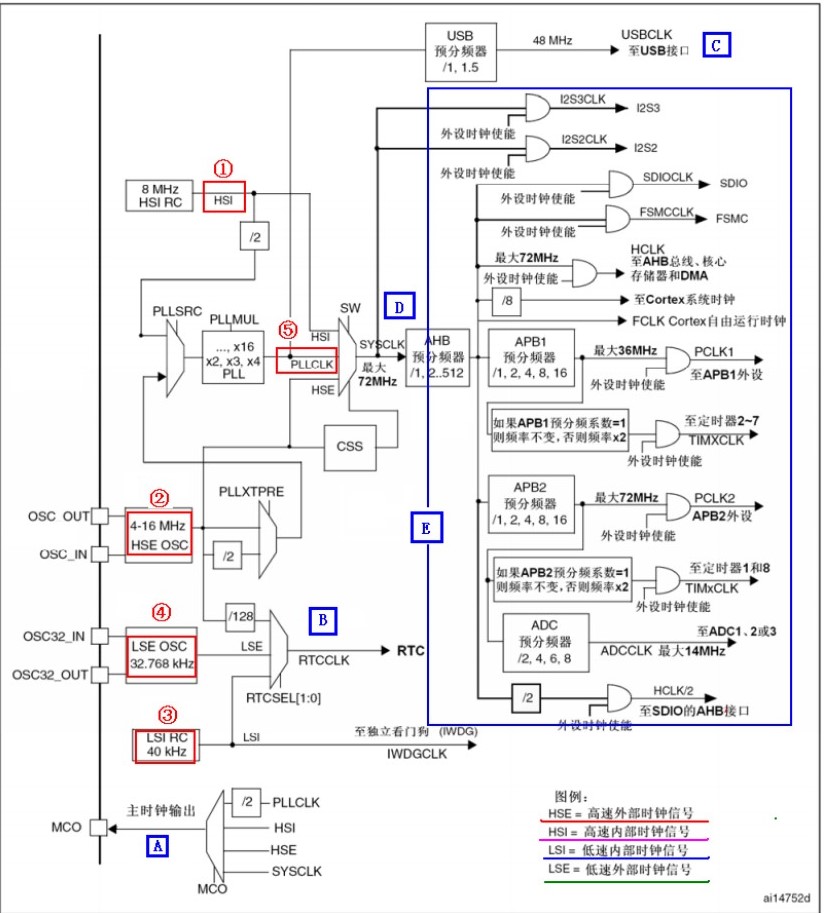 USB
预分频器
/1, 1.5
48 MHz
USBCLK
至USB接口
C
I2S3CLK
I2S3
外设时钟使能
I2S2CLK
I2S2
外设时钟使能
①
8 MHz
HSI RC
HSI
/2
SDIOCLK
SDIO
外设时钟使能
FSMCCLK
FSMC
外设时钟使能
HCLK
最大72MHz
至AHB总线、核心
存储器和DMA
外设时钟使能
/8
至Cortex系统时钟
FCLK Cortex自由运行时钟
D
PLLSRC
PLLMUL
..., x16
x2, x3, x4
PLL
⑤
PLLCLK
SW
HSI
HSE
SYSCLK
最大
72MHz
AHB
预分频器
/1, 2..512
APB1
预分频器
/1, 2, 4, 8, 16
最大36MHz
PCLK1
至APB1外设
外设时钟使能
如果APB1预分频系数=1
则频率不变，否则频率x2
至定时器2~7
TIMXCLK
外设时钟使能
CSS
PLLXTPRE
②
OSC_OUT
4-16 MHz
HSE OSC
OSC_IN
/2
E
APB2
预分频器
/1, 2, 4, 8, 16
最大72MHz
PCLK2
APB2外设
外设时钟使能
如果APB2预分频系数=1
则频率不变，否则频率x2
至定时器1和8
TIMxCLK
外设时钟使能
④
/128
B
OSC32_IN
LSE OSC
32.768 kHz
OSC32_OUT
LSE
RTCCLK
RTC
RTCSEL[1:0]
ADC
预分频器
/2, 4, 6, 8
至ADC1、2或3
ADCCLK 最大14MHz
/2
HCLK/2
至SDIO的AHB接口
外设时钟使能
③
LSI RC
40 kHz
LSI
至独立看门狗 (IWDG)
IWDGCLK
主时钟输出
MCO
A
/2
PLLCLK
HSI
HSE
SYSCLK
MCO
图例：
HSE = 高速外部时钟信号
HSI = 高速内部时钟信号
LSI = 低速内部时钟信号
LSE = 低速外部时钟信号
ai14752d